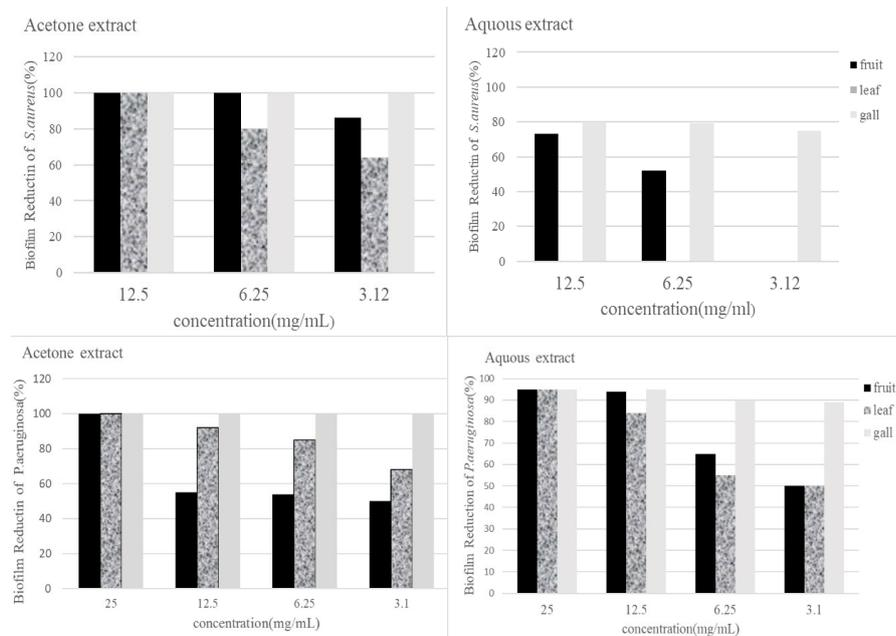 Acetone extract
Biofilm Reductin of S.aureus(%)
120
100
80
60
40
20
0
12.5 6.25 3.12
concentration(mg/mL)
Aquous extract
Biofilm Reductin of S.aureus(%)
120
100
80
60
40
20
0
12.5 6.25 3.12
concentration(mg/ml)
fruit
leaf
gall
Acetone extract
Biofilm Reductin of P.aeruginosa(%)
120
100
80
60
40
20
0
25 12.5 6.25 3.1
concentration(mg/mL)
Aquous extract
Biofilm Reduction of P.aeruginosa(%)
100
90
80
70
60
50
40
30
20
10
0
25 12.5 6.25 3.1
concentration(mg/mL)
fruit
leaf
gall